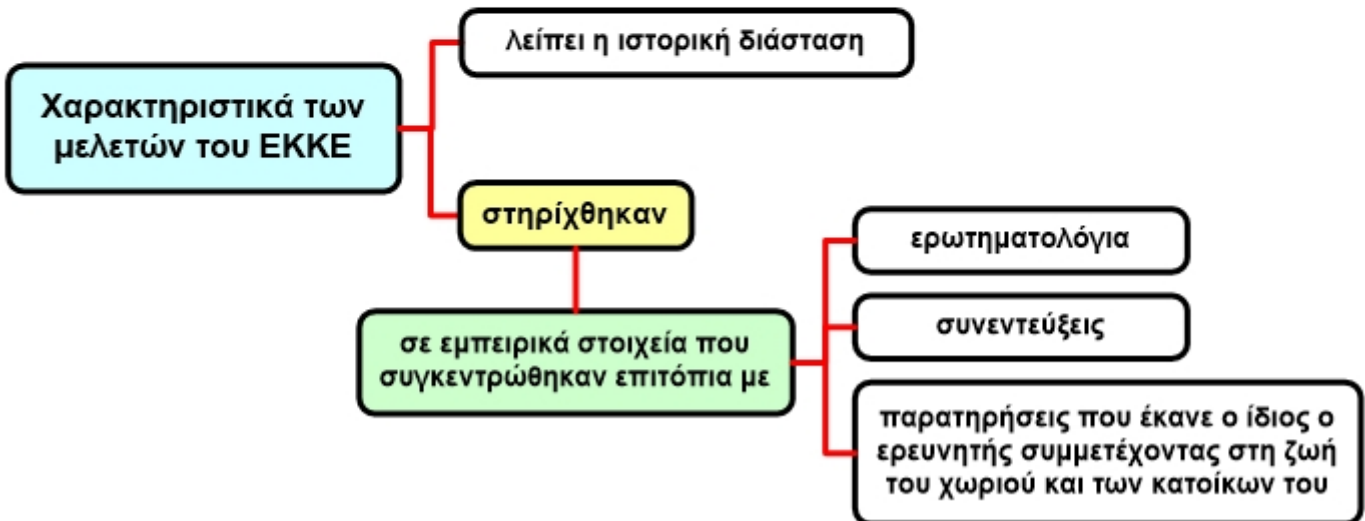 λείπει η ιστορική διάσταση
Χαρακτηριστικά των
μελετών του ΕΚΚΕ
στηρίχθηκαν
ερωτηματολόγια
συνεντεύξεις
σε εμπειρικά στοιχεία που
συγκεντρώθηκαν επιτόπια με
παρατηρήσεις που έκανε ο ίδιος ο
ερευνητής συμμετέχοντας στη ζωή
του χωριού και των κατοίκων του